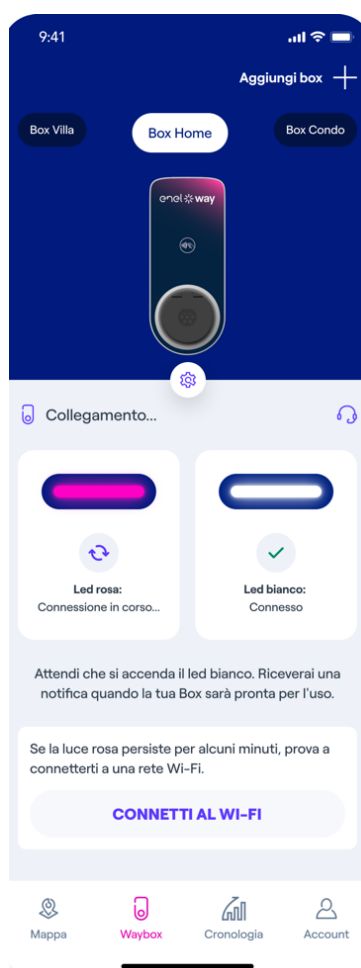 9:41
Aggiungi box
Box Villa
Box Home
Box Condo
enel way
Collegamento...
Led rosa:
Connessione in corso...
Led bianco:
Connesso
Attendi che si accenda il led bianco. Riceverai una
notifica quando la tua Box sarà pronta per l'uso.
Se la luce rosa persiste per alcuni minuti, prova a
connetterti a una rete Wi-Fi.
CONNETTI AL WI-FI
Mappa
Waybox
Cronologia
Account